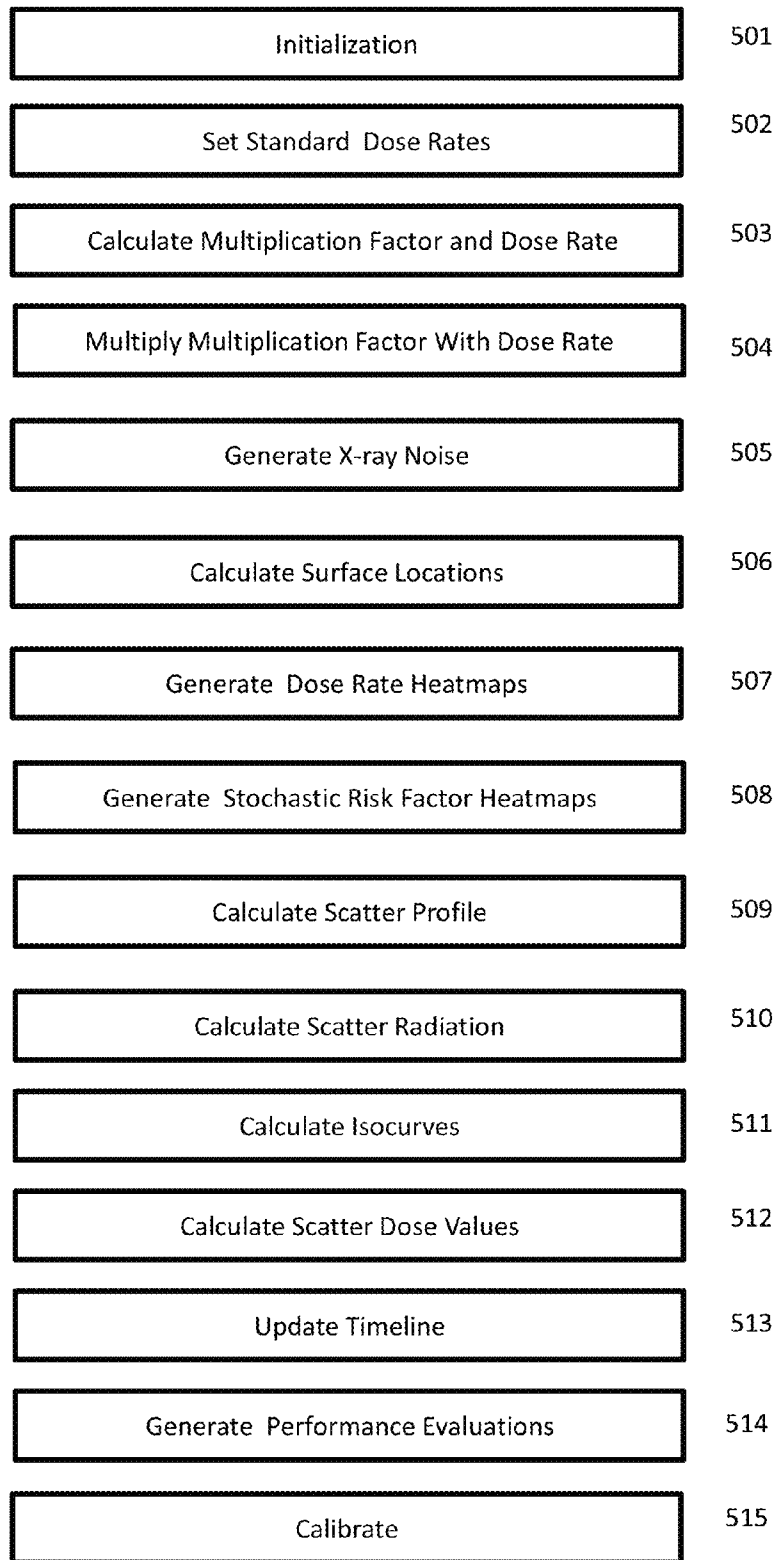 Initialization 501
Set Standard Dose Rates 502
Calculate Multiplication Factor and Dose Rate 503
Multiply Multiplication Factor With Dose Rate 504
Generate X-ray Noise 505
Calculate Surface Locations 506
Generate Dose Rate Heatmaps 507
Generate Stochastic Risk Factor Heatmaps 508
Calculate Scatter Profile 509
Calculate Scatter Radiation 510
Calculate Isocurves 511
Calculate Scatter Dose Values 512
Update Timeline 513
Generate Performance Evaluations 514
Calibrate 515